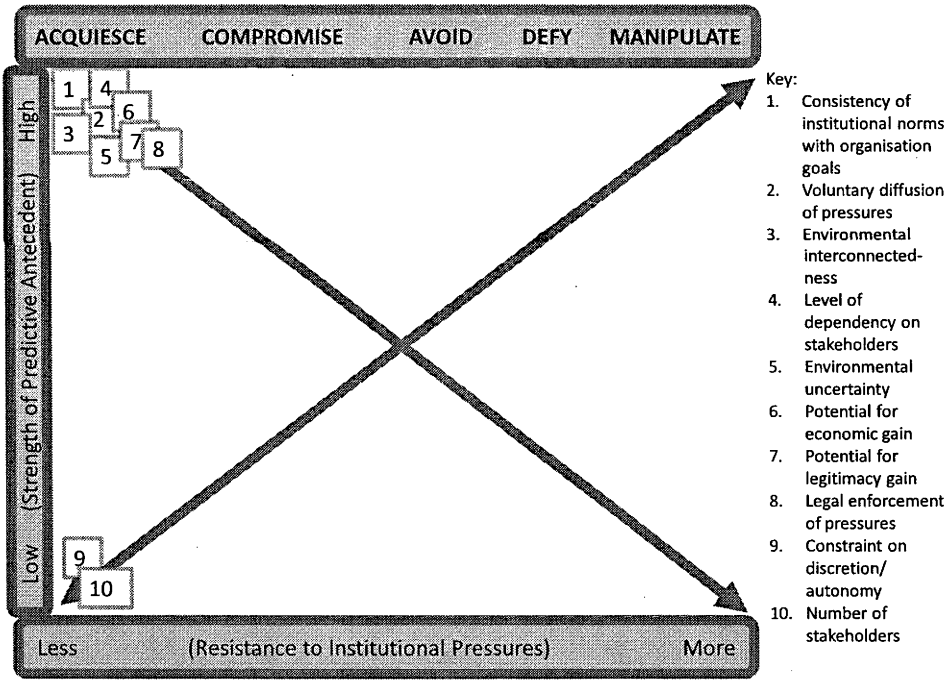 ACQUIESCE COMPROMISE AVOID DEFY MANIPULATE
High
(Strength of Predictive Antecedent)
Low
1
4
2
6
3
5
7
8
9
10
Less (Resistance to Institutional Pressures) More
Key:
1. Consistency of
institutional norms
with organisation
goals
2. Voluntary diffusion
of pressures
3. Environmental
interconnected-
ness
4. Level of
dependency on
stakeholders
5. Environmental
uncertainty
6. Potential for
economic gain
7. Potential for
legitimacy gain
8. Legal enforcement
of pressures
9. Constraint on
discretion/
autonomy
10. Number of
stakeholders